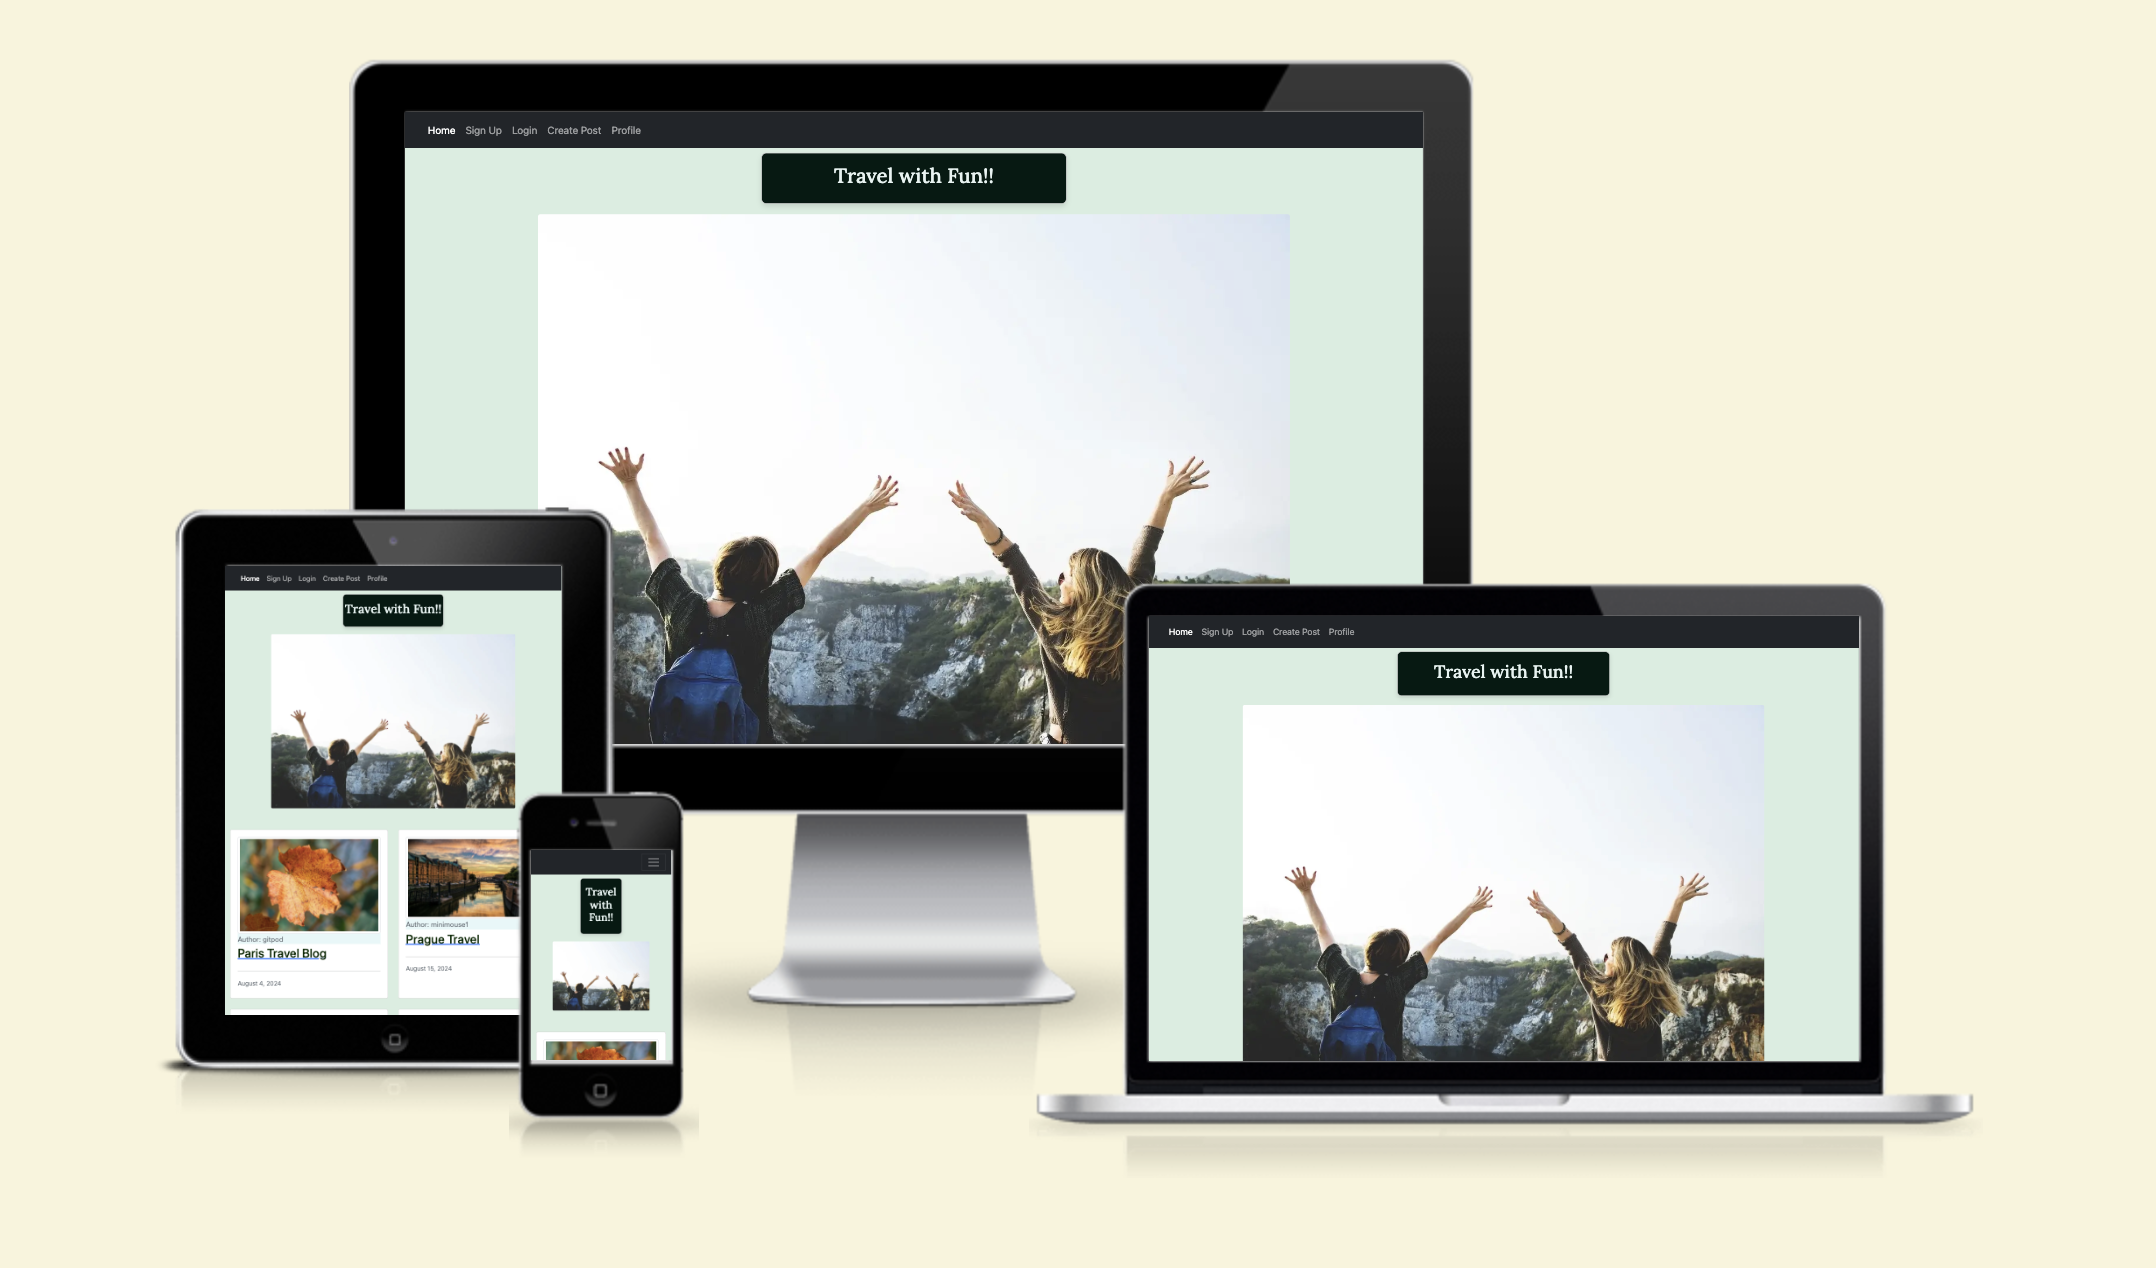 Home Sign Up Login Create Post Profile
Travel with Fun!!
Home Sign Up Login Create Post Profile
Travel with Fun!!
Author: gitpod
Paris Travel Blog
August 4, 2024
Author: minimouse1
Prague Travel
August 15, 2024
Travel
with
Fun!!
Home Sign Up Login Create Post Profile
Travel with Fun!!